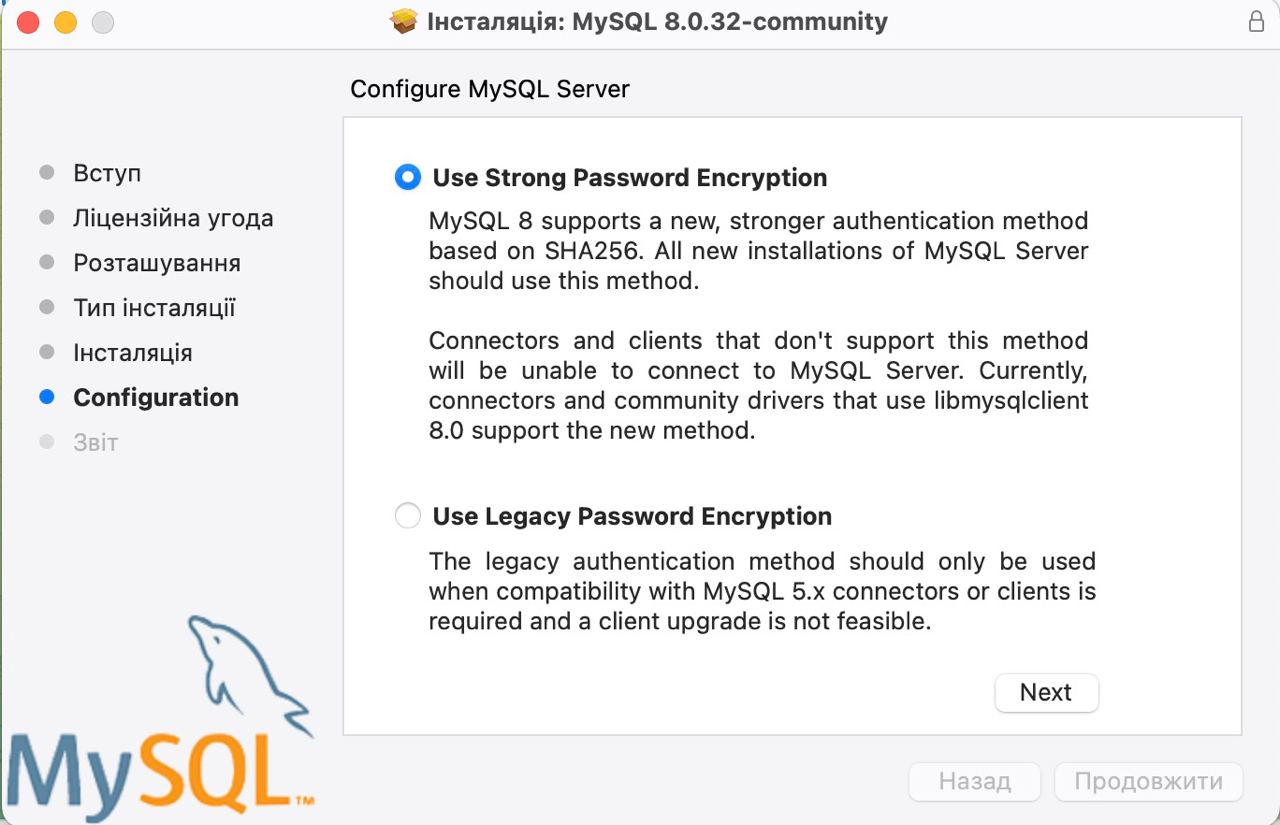 Інсталяція: MySQL 8.0.32-community
Configure MySQL Server
Вступ
Ліцензійна угода
Розташування
Тип інсталяції
Інсталяція
Configuration
Звіт
Use Strong Password Encryption
MySQL 8 supports a new, stronger authentication method
based on SHA256. All new installations of MySQL Server
should use this method.
Connectors and clients that don't support this method
will be unable to connect to MySQL Server. Currently,
connectors and community drivers that use libmysqlclient
8.0 support the new method.
Use Legacy Password Encryption
The legacy authentication method should only be used
when compatibility with MySQL 5.x connectors or clients is
required and a client upgrade is not feasible.
Next
MySQL™
Назад
Продовжити